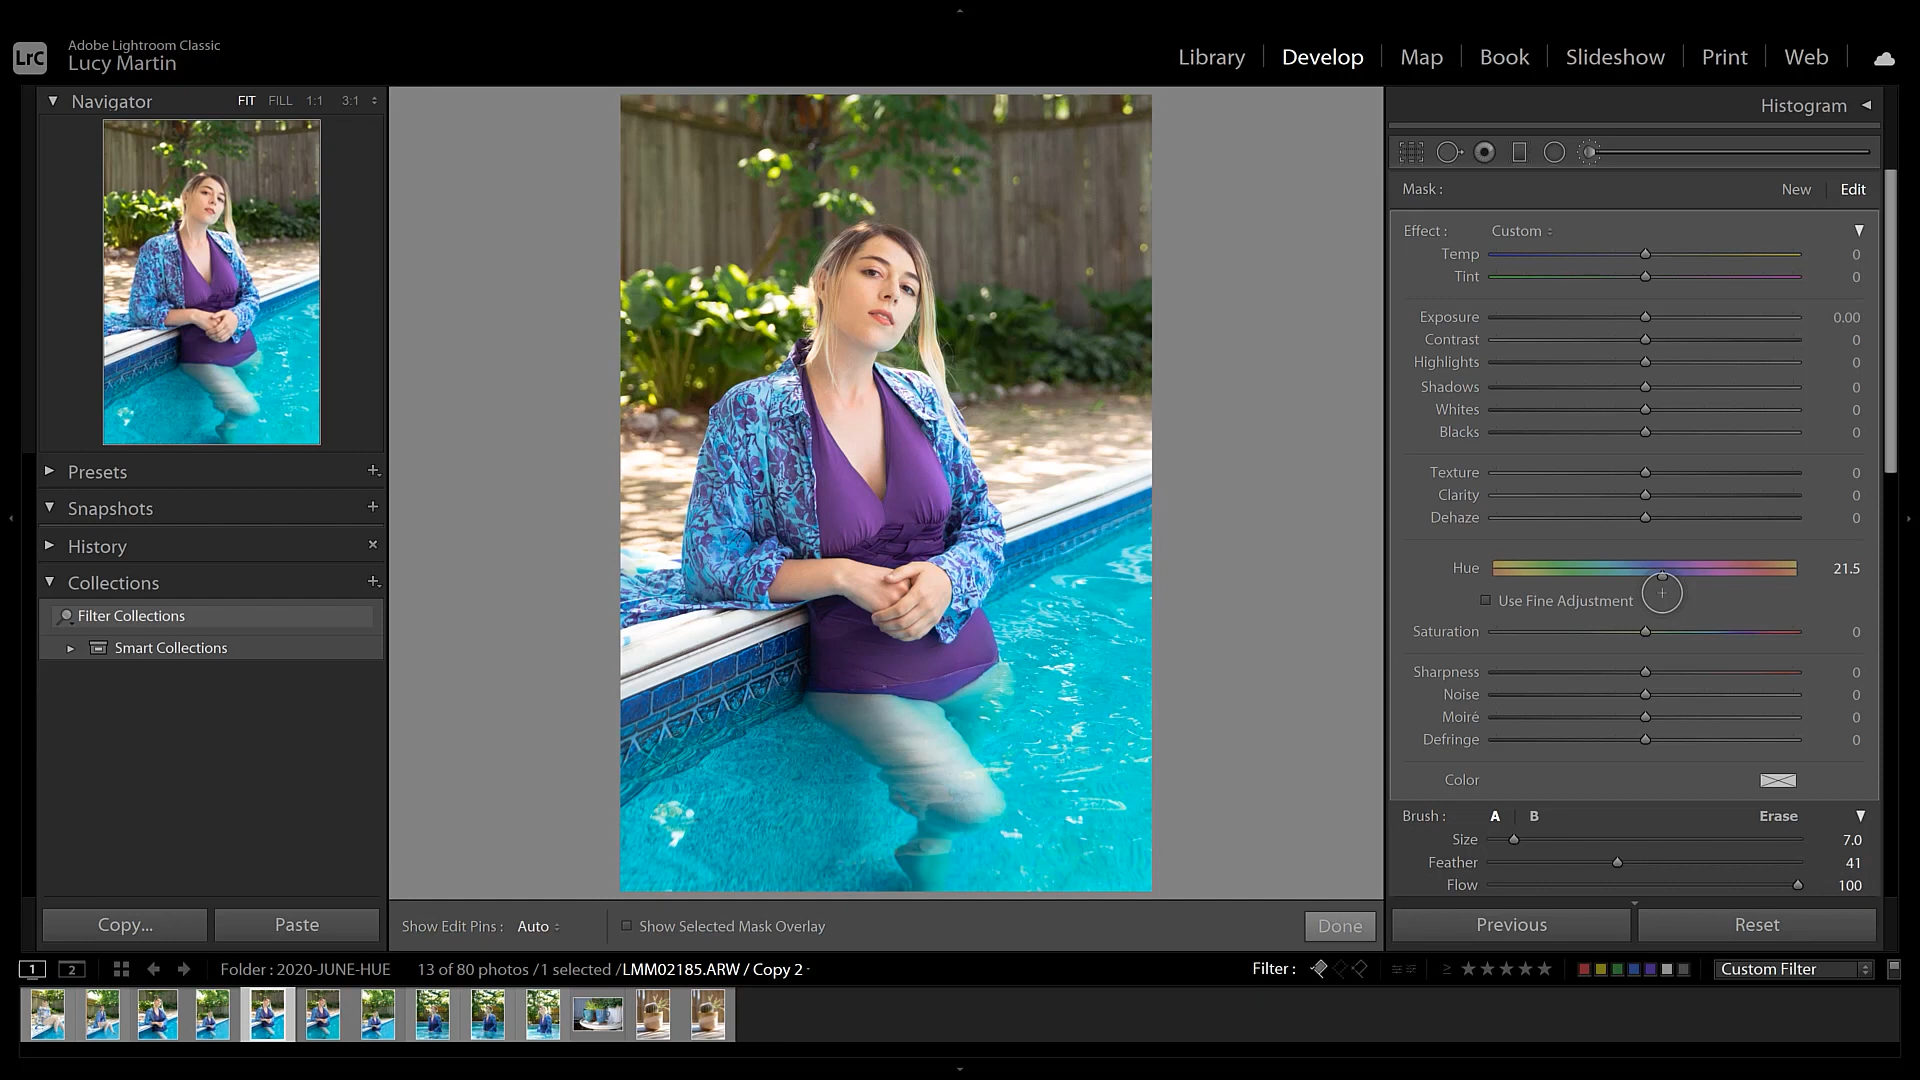 LrC
Adobe Lightroom Classic
Lucy Martin
Library
Develop
Map
Book
Slideshow
Print
Web
Navigator
FIT
FILL
1:1
3:1
Presets
Snapshots
History
Collections
Filter Collections
Smart Collections
Copy...
Paste
Show Edit Pins : Auto
Show Selected Mask Overlay
Done
Histogram
Mask :
New
Edit
Effect : Custom
Temp 0
Tint 0
Exposure 0.00
Contrast 0
Highlights 0
Shadows 0
Whites 0
Blacks 0
Texture 0
Clarity 0
Dehaze 0
Hue 21.5
Use Fine Adjustment
Saturation 0
Sharpness 0
Noise 0
Moiré 0
Defringe 0
Color
Brush : A B Erase
Size 7.0
Feather 41
Flow 100
Previous
Reset
1
2
Folder : 2020-JUNE-HUE
13 of 80 photos /1 selected /LMM02185.ARW / Copy 2
Filter :
Custom Filter